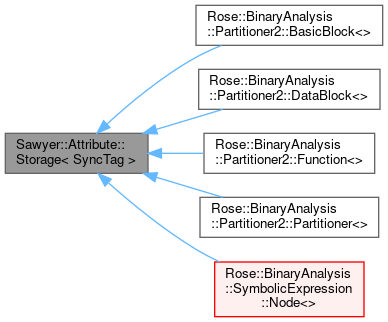 Rose::BinaryAnalysis
::Partitioner2::BasicBlock<>
Rose::BinaryAnalysis
::Partitioner2::DataBlock<>
Sawyer::Attribute::
Storage< SyncTag >
Rose::BinaryAnalysis
::Partitioner2::Function<>
Rose::BinaryAnalysis
::Partitioner2::Partitioner<>
Rose::BinaryAnalysis
::SymbolicExpression
::Node<>